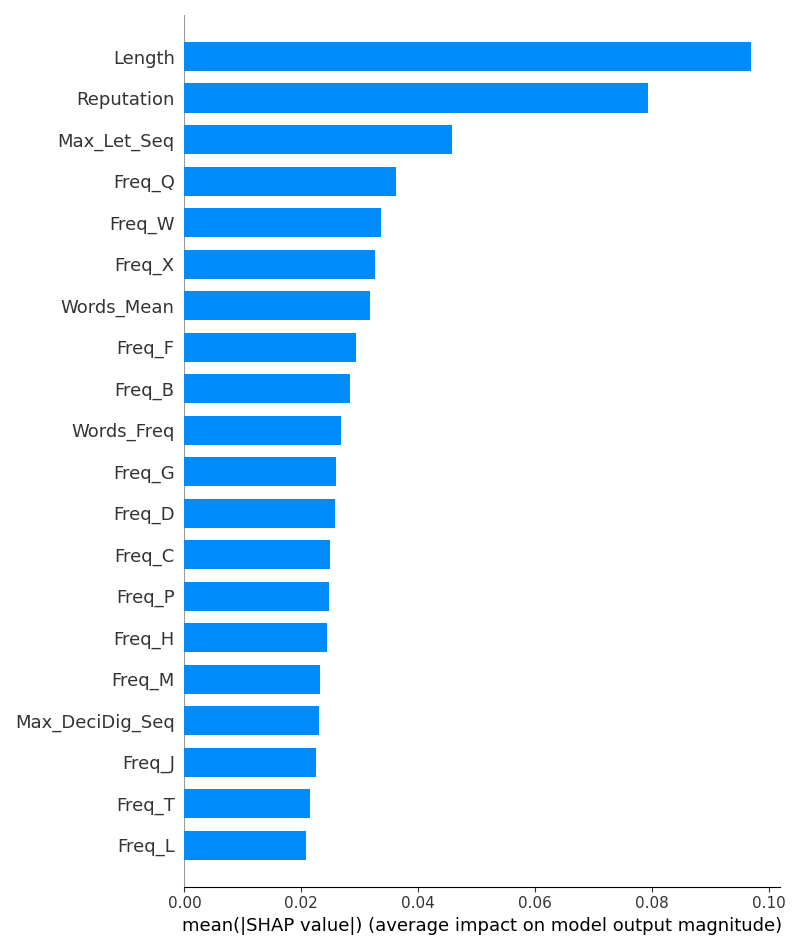 Length
Reputation
Max_Let_Seq
Freq_Q
Freq_W
Freq_X
Words_Mean
Freq_F
Freq_B
Words_Freq
Freq_G
Freq_D
Freq_C
Freq_P
Freq_H
Freq_M
Max_DeciDig_Seq
Freq_J
Freq_T
Freq_L
0.00 0.02 0.04 0.06 0.08 0.10
mean(|SHAP value|) (average impact on model output magnitude)